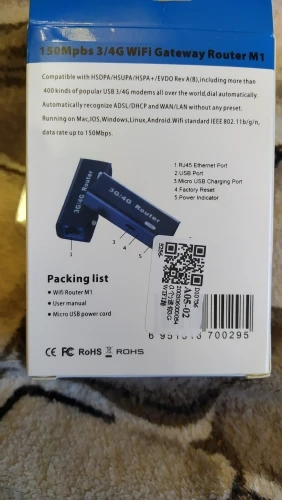 150Mpbs 3/4G WiFi Gateway Router M1
Compatible with HSDPA/HSUPA/HSPA+/EVDO Rev A(B),including more than
400 kinds of popular USB 3/4G modems all over the world,dial automatically.
Automatically recognize ADSL/DHCP and WAN/LAN without any preset.
Running on Mac,IOS,Windows,Linux,Android.Wifi standard IEEE 802.11b/g/n,
data rate up to 150Mbps.
1 RJ45 Ethernet Port
2 USB Port
3 Micro USB Charging Port
4 Factory Reset
5 Power Indicator
3G/4G Router
3G/4G Router
1
2
3
4
5
Packing list
Wifi Router M1
User manual
Micro USB power cord
A05-02
700295
CE FC RoHS ROHS